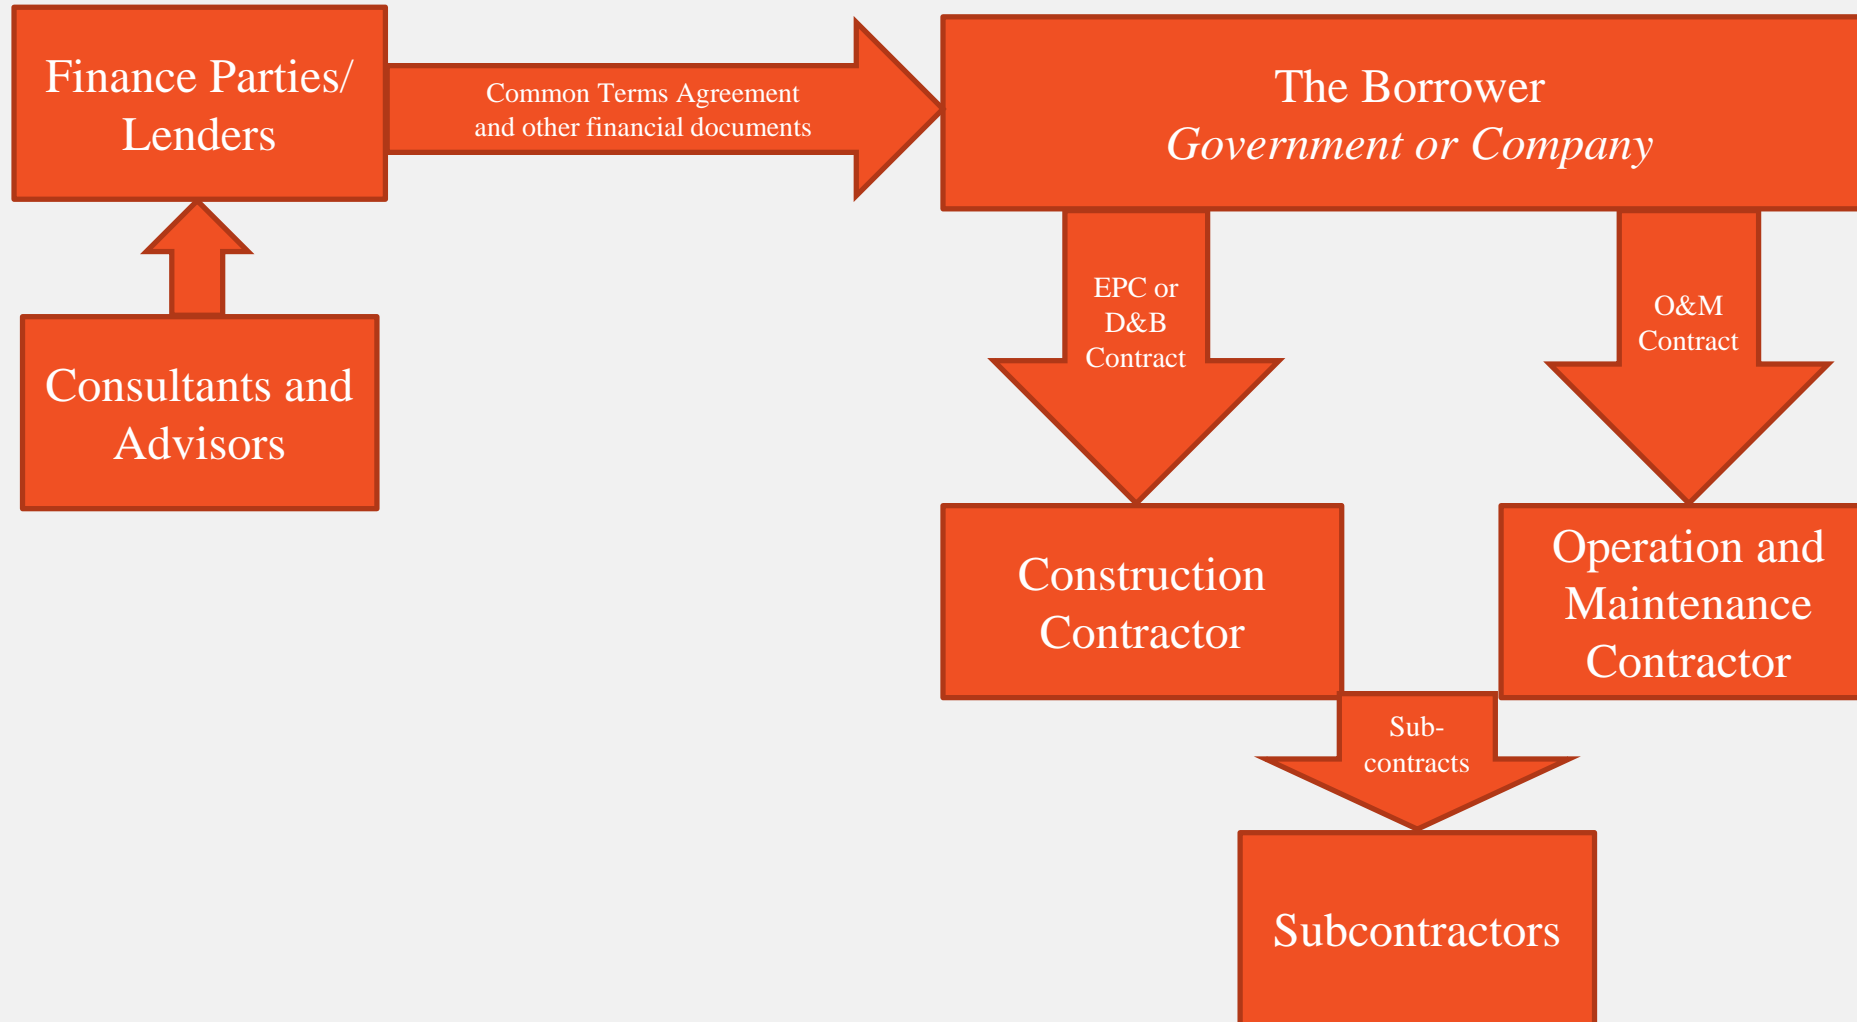 Finance Parties/
Lenders
Common Terms Agreement
and other financial documents
The Borrower
Government or Company
Consultants and
Advisors
EPC or
D&B
Contract
O&M
Contract
Construction
Contractor
Operation and
Maintenance
Contractor
Sub-
contracts
Subcontractors